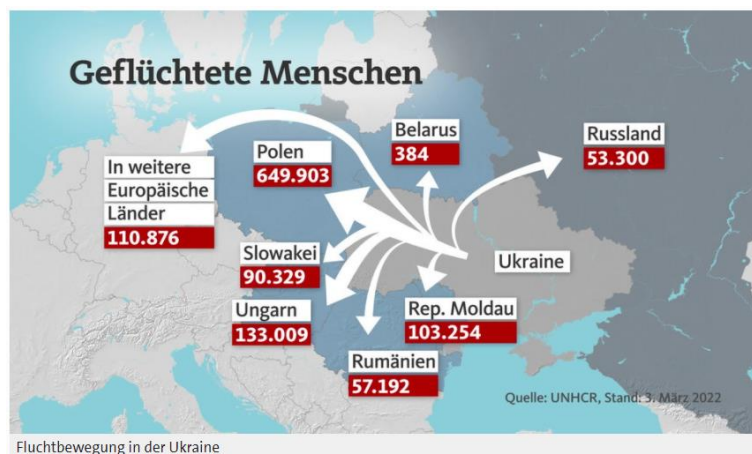 Geflüchtete Menschen
Belarus
384
Russland
53.300
Polen
649.903
In weitere
Europäische
Länder
110.876
Slowakei
90.329
Ukraine
Ungarn
133.009
Rep. Moldau
103.254
Rumänien
57.192
Quelle: UNHCR, Stand: 3. März 2022
Fluchtbewegung in der Ukraine